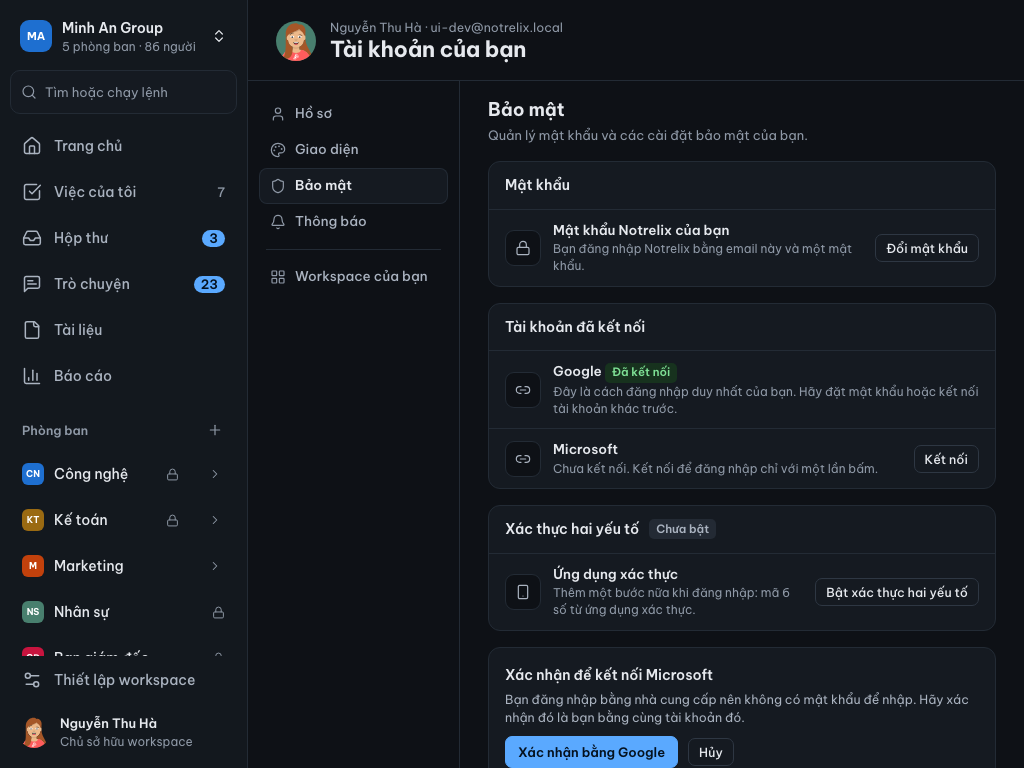 MA
Minh An Group
5 phòng ban · 86 người
Tìm hoặc chạy lệnh
Trang chủ
Việc của tôi 7
Hộp thư 3
Trò chuyện 23
Tài liệu
Báo cáo
Phòng ban
CN Công nghệ
KT Kế toán
M Marketing
NS Nhân sự
Ban giám đốc
Thiết lập workspace
Nguyễn Thu Hà
Chủ sở hữu workspace
Nguyễn Thu Hà · ui-dev@notrelix.local
Tài khoản của bạn
Hồ sơ
Giao diện
Bảo mật
Thông báo
Workspace của bạn
Bảo mật
Quản lý mật khẩu và các cài đặt bảo mật của bạn.
Mật khẩu
Mật khẩu Notrelix của bạn
Bạn đăng nhập Notrelix bằng email này và một mật
khẩu.
Đổi mật khẩu
Tài khoản đã kết nối
Google Đã kết nối
Đây là cách đăng nhập duy nhất của bạn. Hãy đặt mật khẩu hoặc kết nối
tài khoản khác trước.
Microsoft
Chưa kết nối. Kết nối để đăng nhập chỉ với một lần bấm.
Kết nối
Xác thực hai yếu tố Chưa bật
Ứng dụng xác thực
Thêm một bước nữa khi đăng nhập: mã 6
số từ ứng dụng xác thực.
Bật xác thực hai yếu tố
Xác nhận để kết nối Microsoft
Bạn đăng nhập bằng nhà cung cấp nên không có mật khẩu để nhập. Hãy xác
nhận đó là bạn bằng cùng tài khoản đó.
Xác nhận bằng Google Hủy